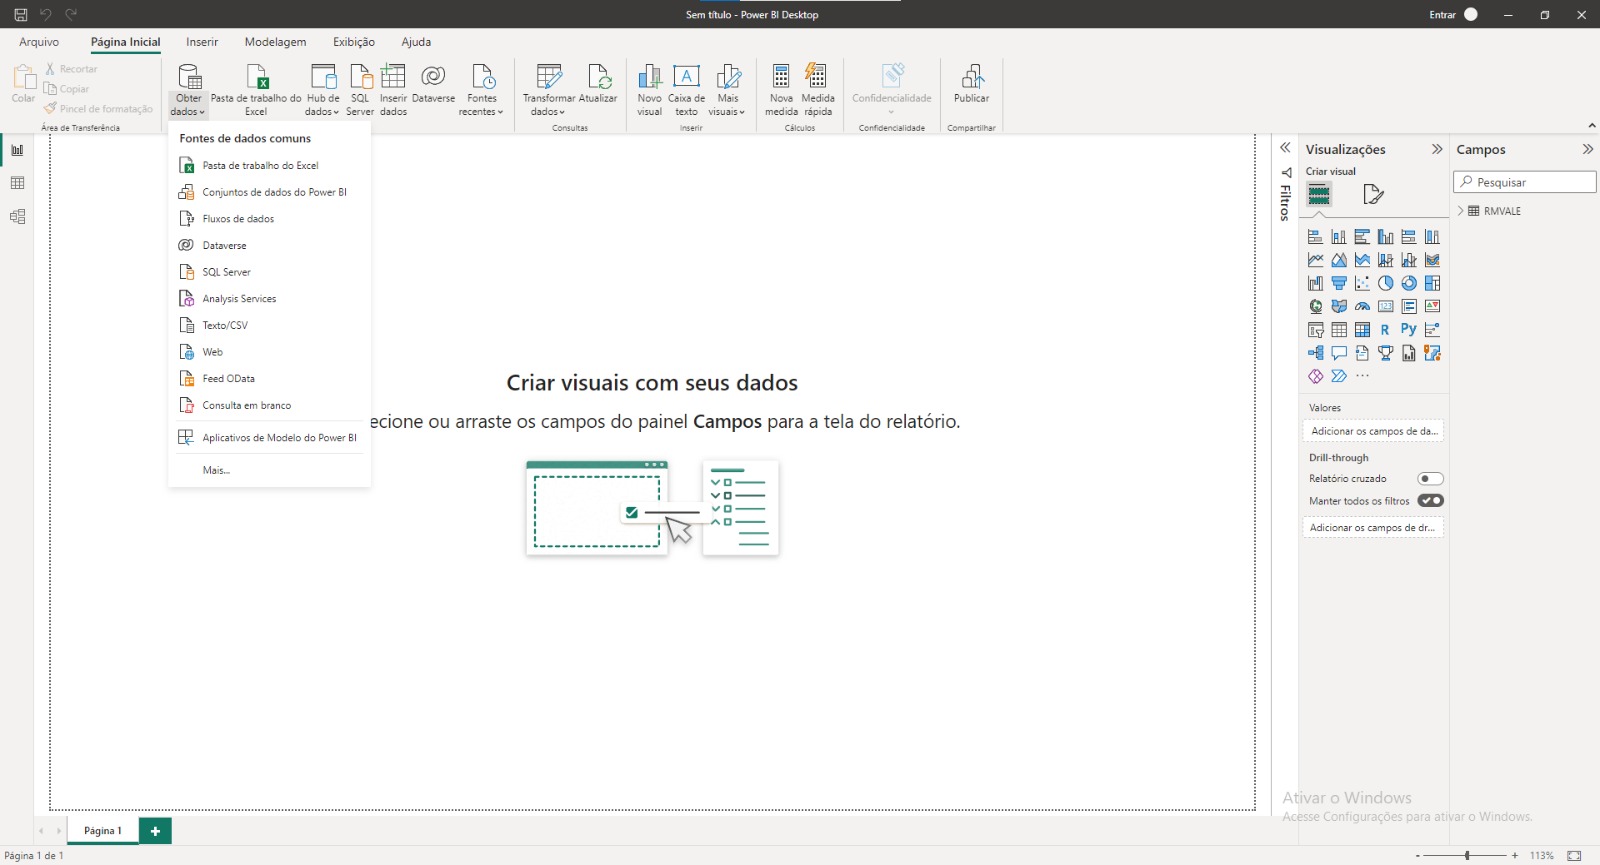 Sem título - Power BI Desktop
Entrar
Arquivo
Página Inicial
Inserir
Modelagem
Exibição
Ajuda
Colar
Recortar
Copiar
Pincel de formatação
Área de Transferência
Obter dados
Pasta de trabalho do Excel
Hub de dados
SQL Server
Inserir dados
Dataverse
Fontes recentes
Transformar dados
Atualizar
Consultas
Novo visual
Caixa de texto
Mais visuais
Inserir
Nova medida
Medida rápida
Cálculos
Confidencialidade
Confidencialidade
Publicar
Compartilhar
Fontes de dados comuns
Pasta de trabalho do Excel
Conjuntos de dados do Power BI
Fluxos de dados
Dataverse
SQL Server
Analysis Services
Texto/CSV
Web
Feed OData
Consulta em branco
Aplicativos de Modelo do Power BI
Mais...
Criar visuais com seus dados
ecione ou arraste os campos do painel Campos para a tela do relatório.
Filtros
Visualizações
Criar visual
123
R
Py
Valores
Adicionar os campos de da...
Drill-through
Relatório cruzado
Manter todos os filtros
Adicionar os campos de dr...
Campos
Pesquisar
RMVALE
Ativar o Windows
Acesse Configurações para ativar o Windows.
Página 1
Página 1 de 1
- + 113%